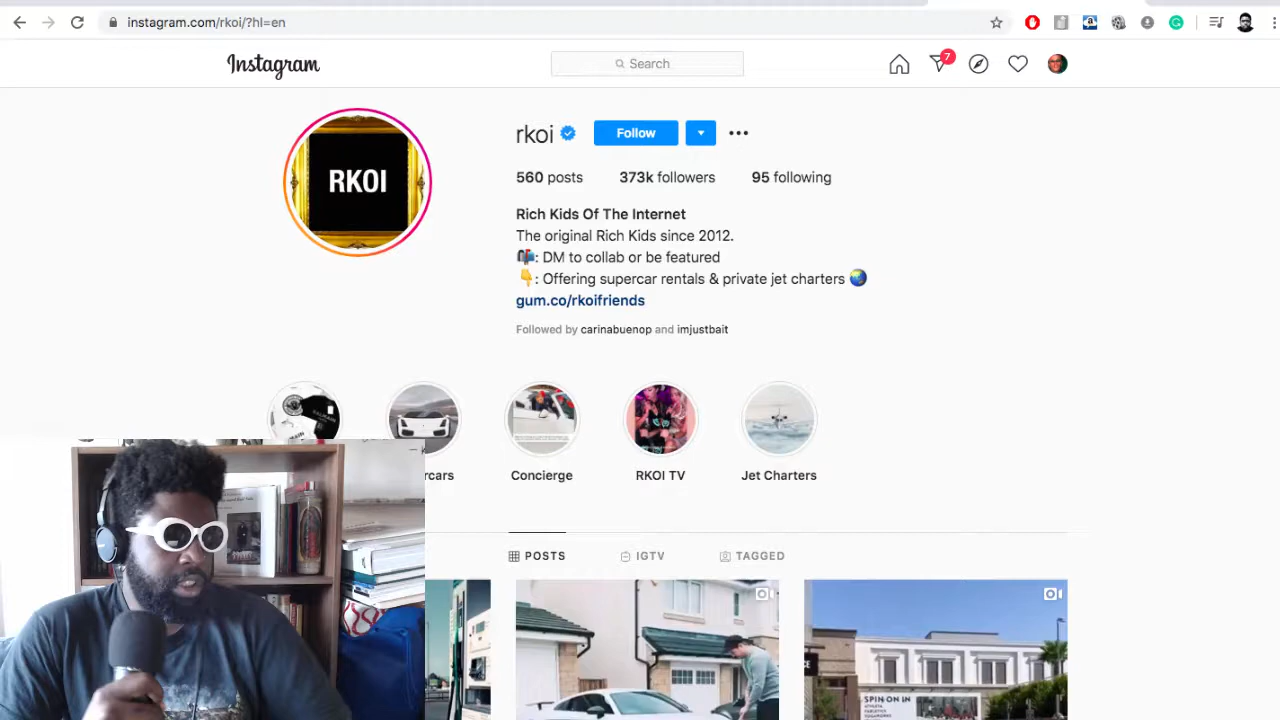 instagram.com/rkoi/?hl=en
Instagram
Search
7
RKOI
rkoi
Follow
560 posts 373k followers 95 following
Rich Kids Of The Internet
The original Rich Kids since 2012.
📬: DM to collab or be featured
👇: Offering supercar rentals & private jet charters 🌏
gum.co/rkoifriends
Followed by carinabuenop and imjustbait
rcars
Concierge
RKOI TV
Jet Charters
POSTS
IGTV
TAGGED
SPIN ON IN